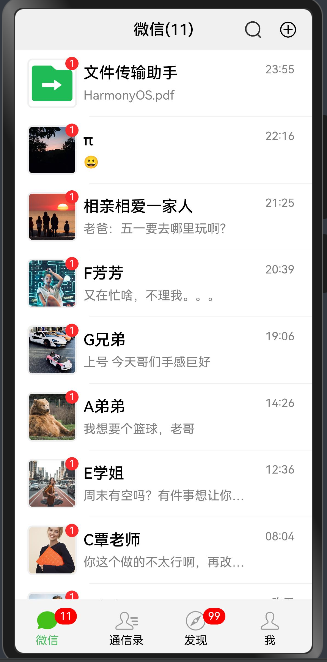 微信(11)
1
文件传输助手
23:55
HarmonyOS.pdf
1
π
22:16
1
相亲相爱一家人
21:25
老爸：五一要去哪里玩啊？
1
F芳芳
20:39
又在忙啥，不理我。。。
1
G兄弟
19:06
上号 今天哥们手感巨好
1
A弟弟
14:26
我想要个篮球，老哥
1
E学姐
12:36
周末有空吗？有件事想让你...
1
C覃老师
08:04
你这个做的不太行啊，再改...
1
11
99
微信
通信录
发现
我